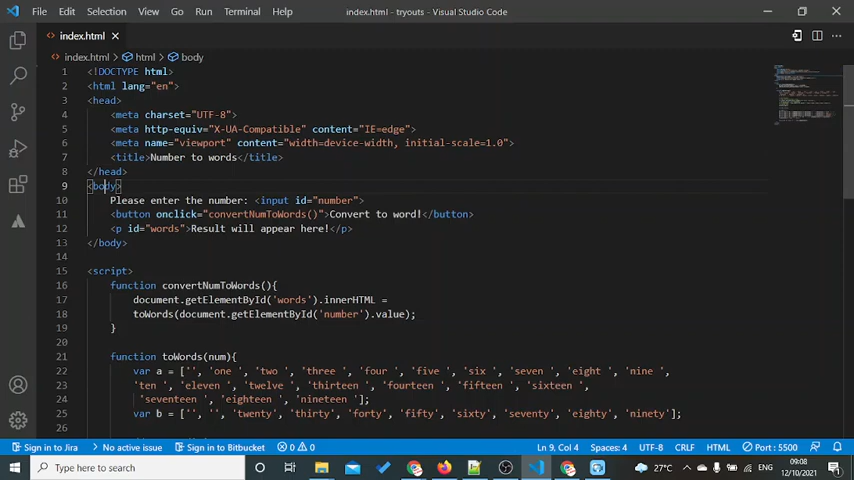 File Edit Selection View Go Run Terminal Help index.html - tryouts - Visual Studio Code
index.html
index.html html body
1 <!DOCTYPE html>
2 <html lang="en">
3 <head>
4 <meta charset="UTF-8">
5 <meta http-equiv="X-UA-Compatible" content="IE=edge">
6 <meta name="viewport" content="width=device-width, initial-scale=1.0">
7 <title>Number to words</title>
8 </head>
9 <body>
10 Please enter the number: <input id="number">
11 <button onclick="convertNumToWords()">Convert to word!</button>
12 <p id="words">Result will appear here!</p>
13 </body>
14
15 <script>
16 function convertNumToWords(){
17 document.getElementById('words').innerHTML =
18 toWords(document.getElementById('number').value);
19 }
20
21 function toWords(num){
22 var a = ['', 'one ', 'two ', 'three ', 'four ', 'five ', 'six ', 'seven ', 'eight ', 'nine ',
23 'ten ', 'eleven ', 'twelve ', 'thirteen ', 'fourteen ', 'fifteen ', 'sixteen ',
24 'seventeen ', 'eighteen ', 'nineteen '];
25 var b = ['', '', 'twenty', 'thirty', 'forty', 'fifty', 'sixty', 'seventy', 'eighty', 'ninety'];
26
Sign in to Jira No active issue Sign in to Bitbucket 0 0 Ln 9, Col 4 Spaces: 4 UTF-8 CRLF HTML Port : 5500
Type here to search 27°C ENG 09:08
12/10/2021